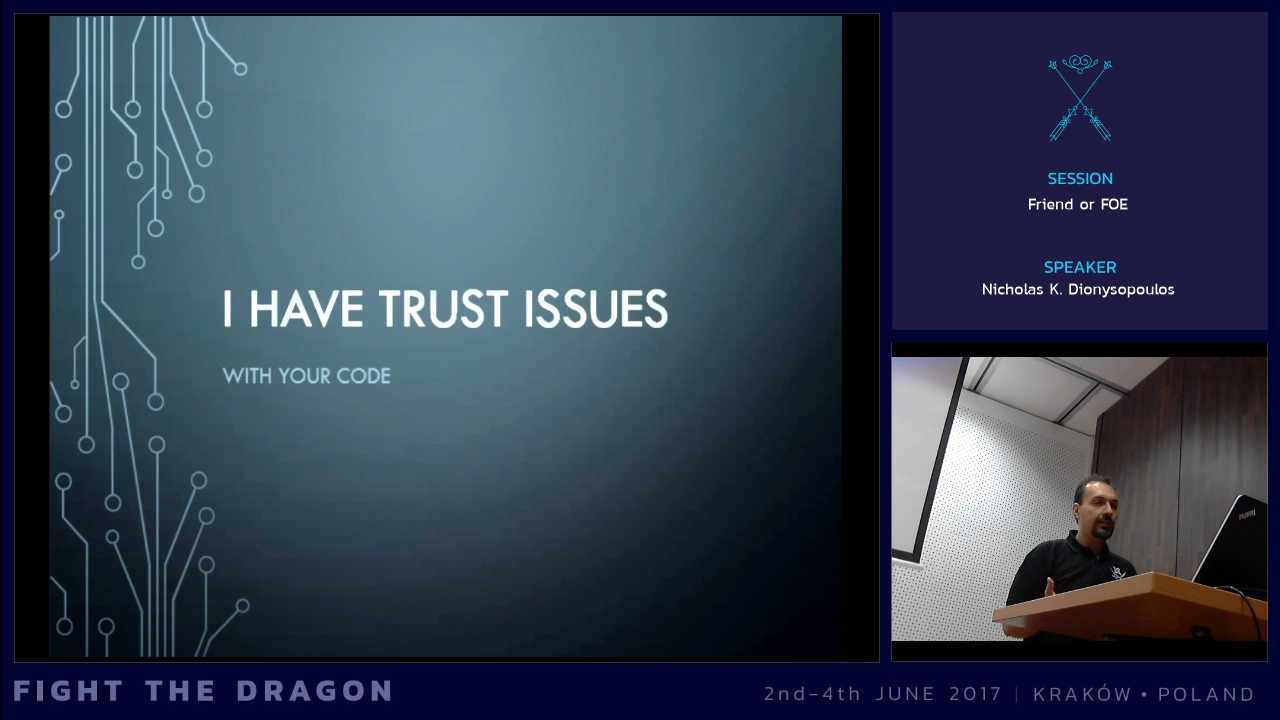 I HAVE TRUST ISSUES
WITH YOUR CODE
SESSION
Friend or FOE
SPEAKER
Nicholas K. Dionysopoulos
FIGHT THE DRAGON
2nd-4th JUNE 2017 | KRAKÓW • POLAND